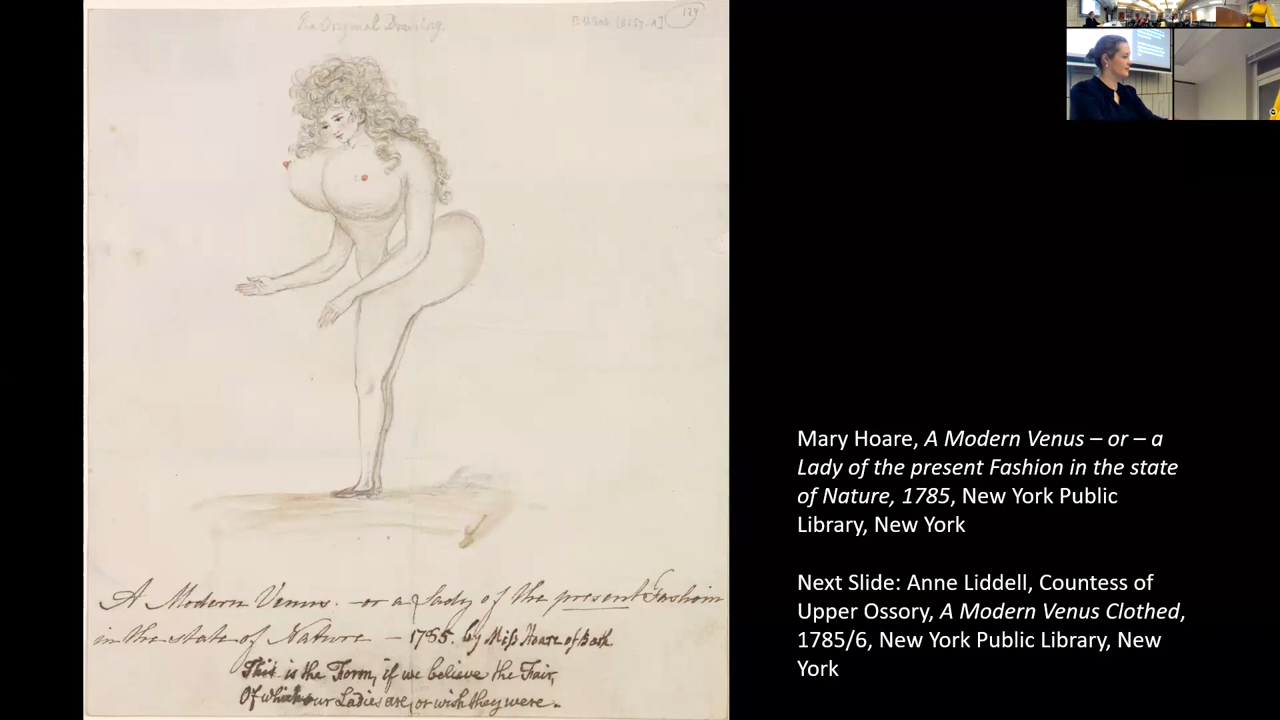 The Original Drawing.
124
A Modern Venus. - or a Lady of the present Fashion
in the state of Nature - 1785. by Miss Hoare of Bath
This is the Form, if we believe the Fair,
Of which our Ladies are, or wish they were.
Mary Hoare, A Modern Venus – or – a
Lady of the present Fashion in the state
of Nature, 1785, New York Public
Library, New York
Next Slide: Anne Liddell, Countess of
Upper Ossory, A Modern Venus Clothed,
1785/6, New York Public Library, New
York